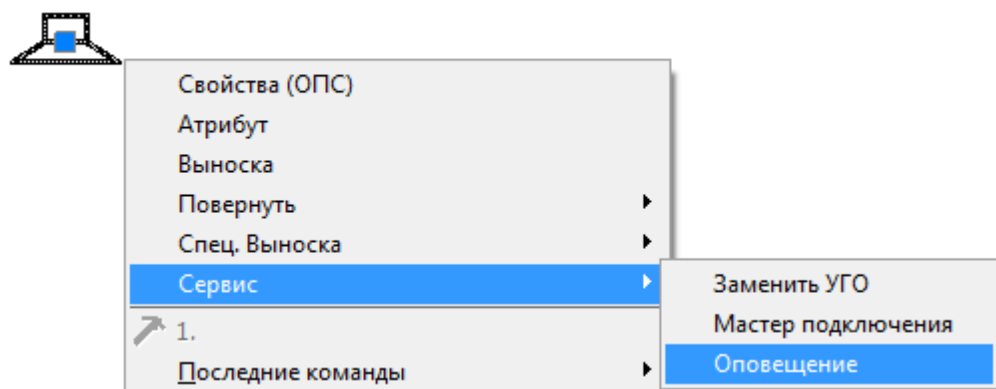 Свойства (ОПС)
Атрибут
Выноска
Повернуть
Спец. Выноска
Сервис
Заменить УГО
1.
Мастер подключения
Последние команды
Оповещение